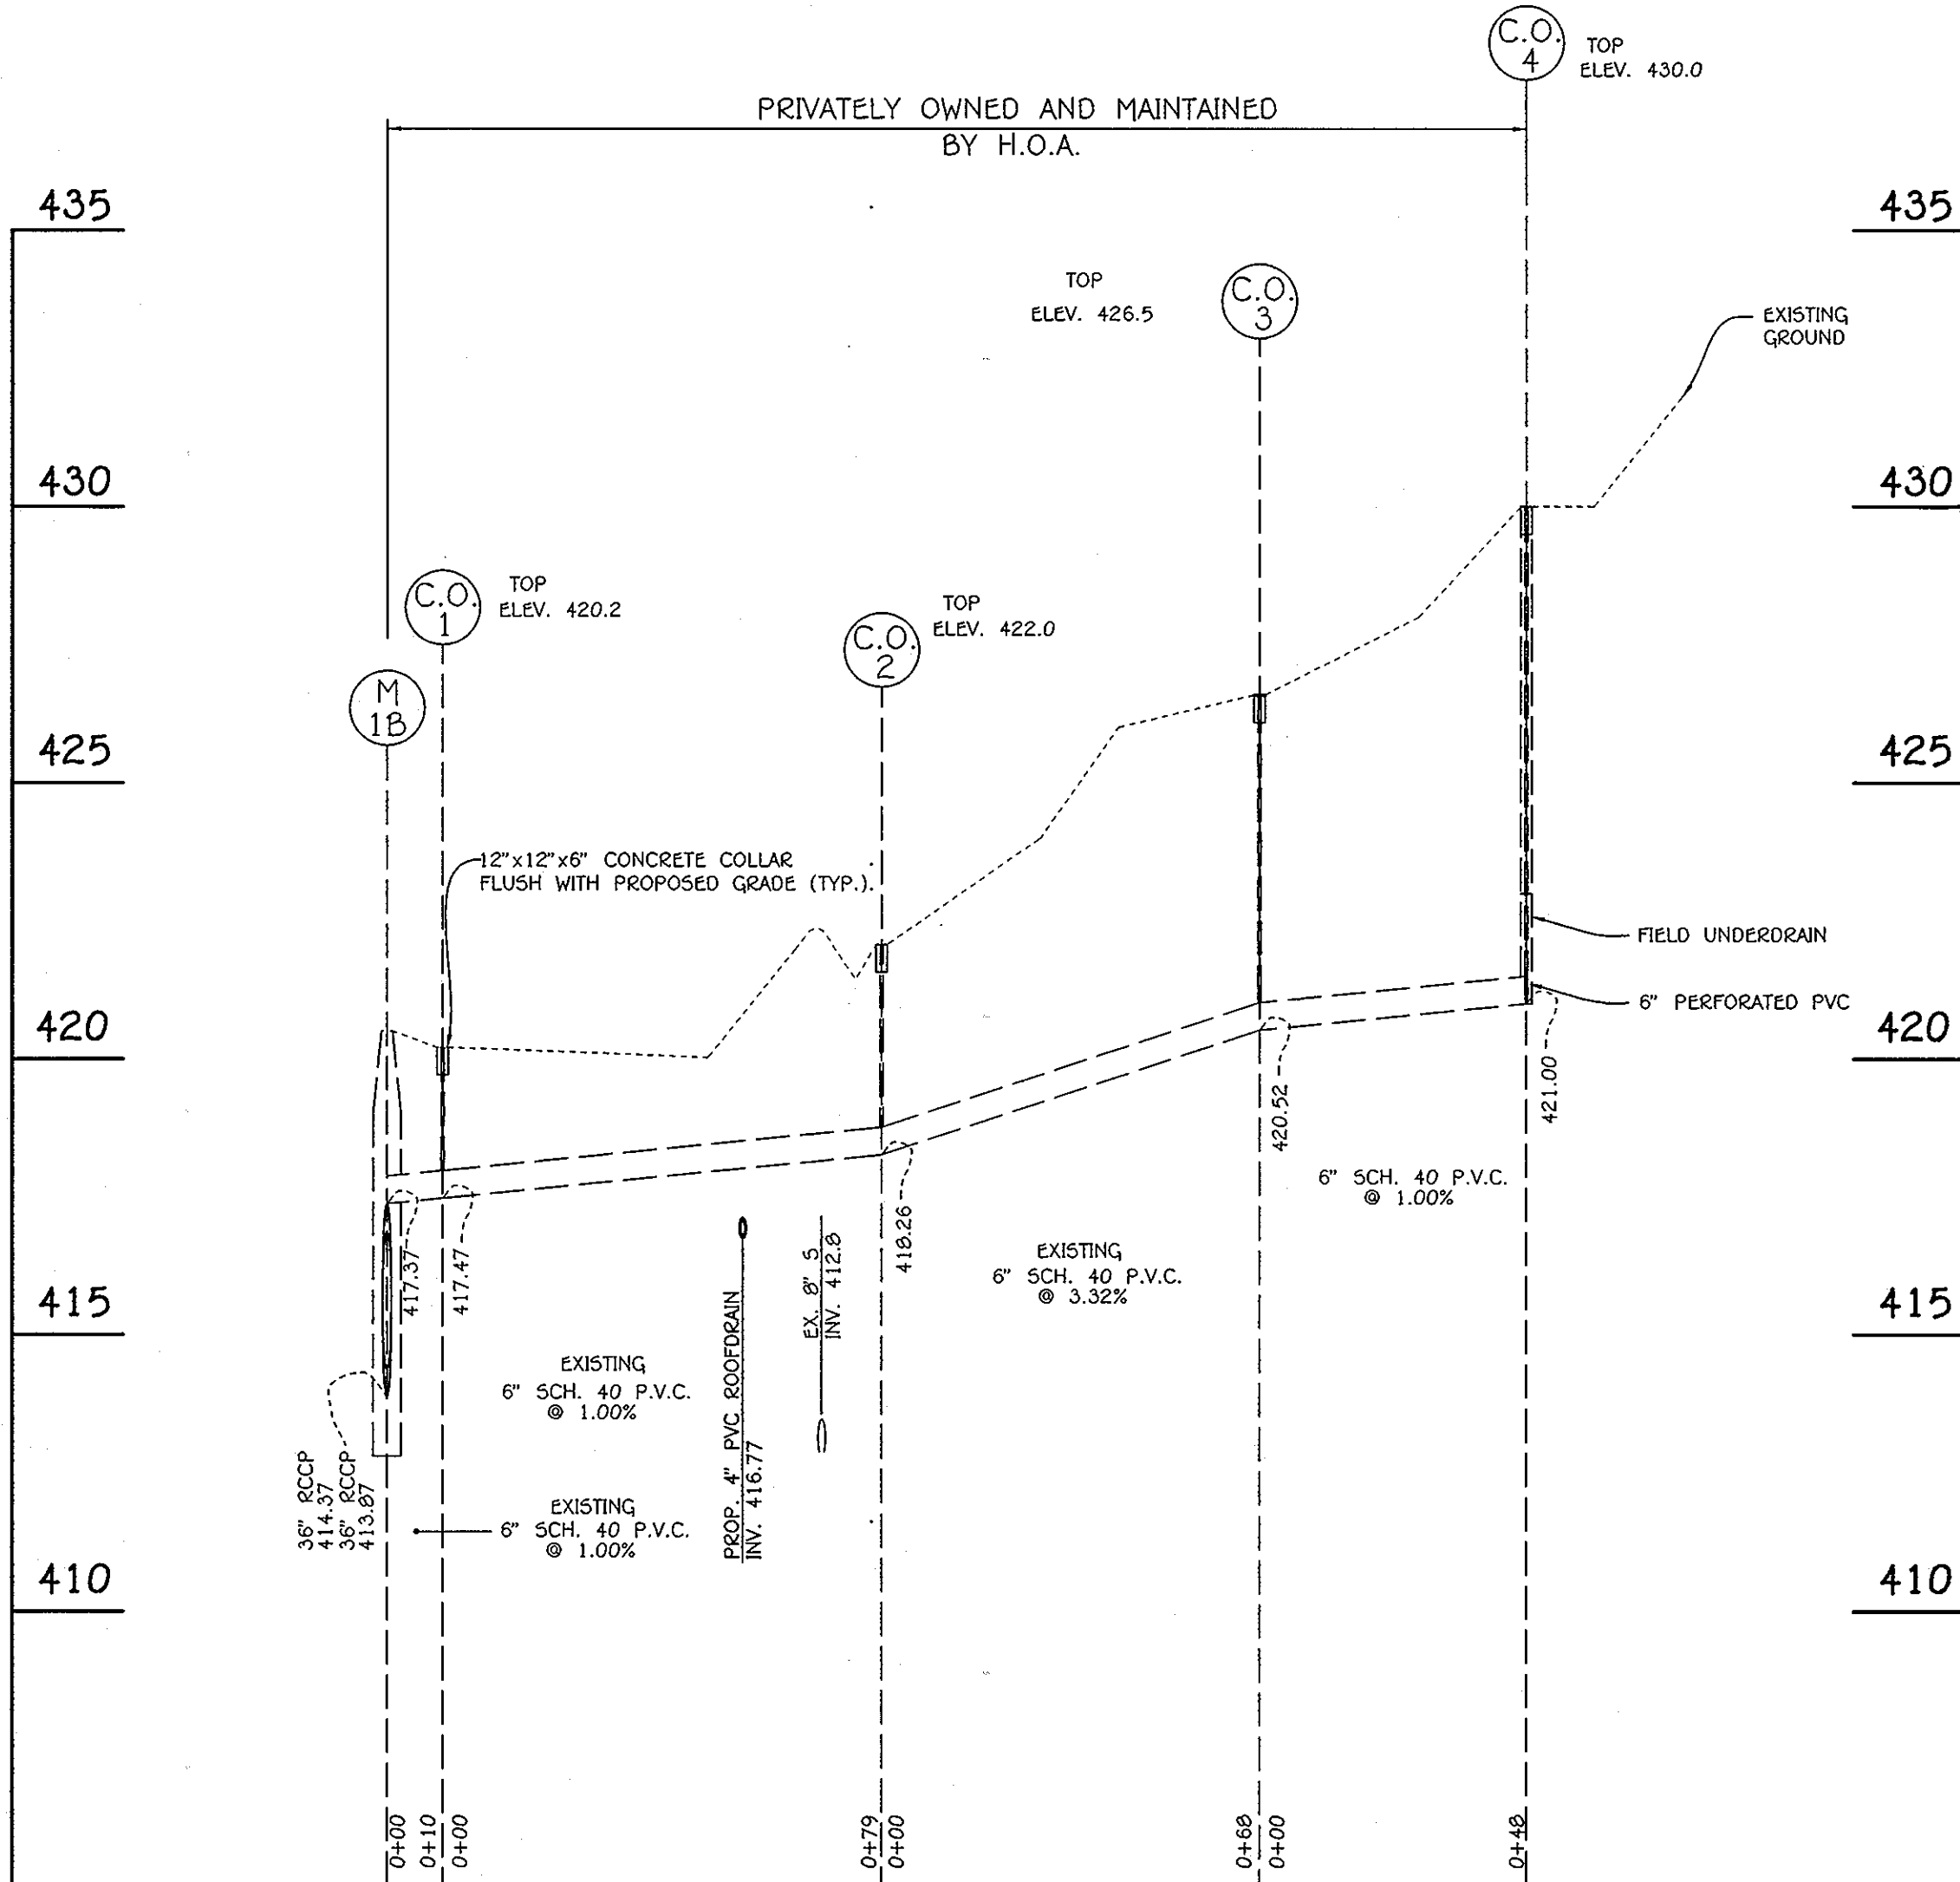 C.O.
4
TOP
ELEV. 430.0
PRIVATELY OWNED AND MAINTAINED
BY H.O.A.
435
435
TOP
ELEV. 426.5
C.O.
3
EXISTING
GROUND
430
430
C.O.
1
TOP
ELEV. 420.2
C.O.
2
TOP
ELEV. 422.0
M
1B
425
425
12"x12"x6" CONCRETE COLLAR
FLUSH WITH PROPOSED GRADE (TYP.).
FIELD UNDERDRAIN
6" PERFORATED PVC
420
420
417.37
417.47
418.26
420.52
421.00
6" SCH. 40 P.V.C.
@ 1.00%
EXISTING
6" SCH. 40 P.V.C.
@ 3.32%
415
415
EX. 8" S
INV. 412.8
PROP. 4" PVC ROOFDRAIN
INV. 416.77
EXISTING
6" SCH. 40 P.V.C.
@ 1.00%
36" RCCP
414.37
36" RCCP
413.87
EXISTING
6" SCH. 40 P.V.C.
@ 1.00%
410
410
0+00
0+10
0+00
0+79
0+00
0+68
0+00
0+48